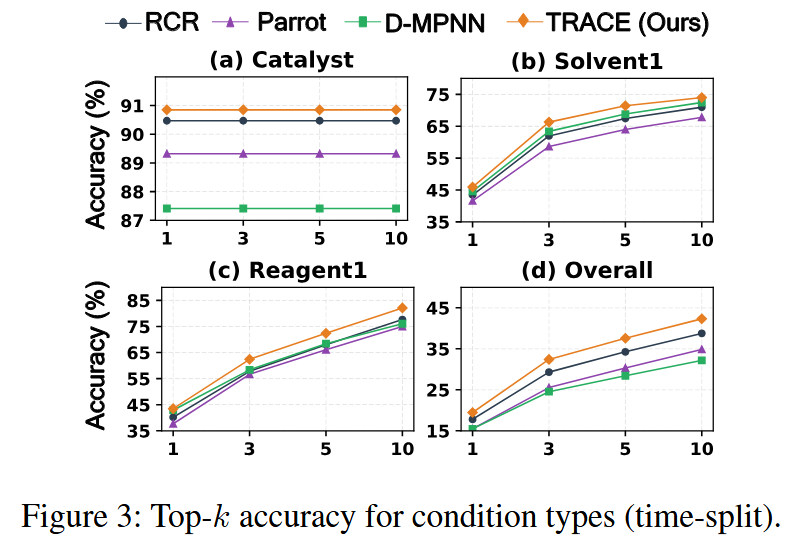 RCR Parrot D-MPNN TRACE (Ours)
(a) Catalyst
Accuracy (%)
91
90
89
88
87
1 3 5 10
(b) Solvent1
75
65
55
45
35
1 3 5 10
(c) Reagent1
Accuracy (%)
85
75
65
55
45
35
1 3 5 10
(d) Overall
45
35
25
15
1 3 5 10
Figure 3: Top-k accuracy for condition types (time-split).